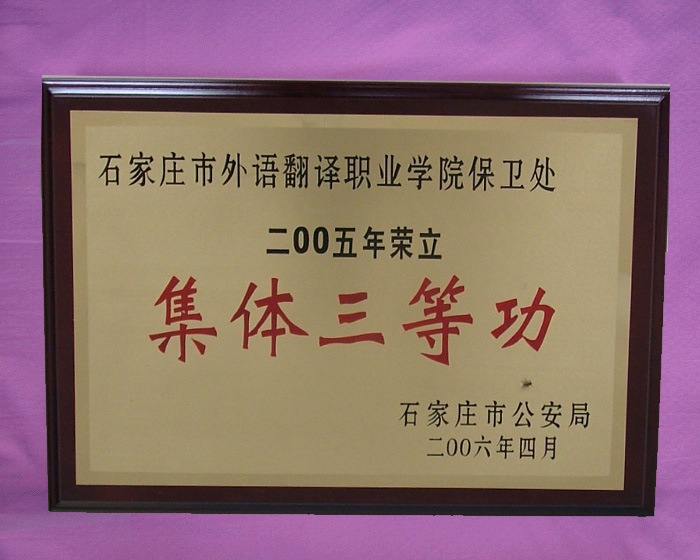 石家庄市外语翻译职业学院保卫处
二00五年荣立
集体三等功
石家庄市公安局
二00六年四月